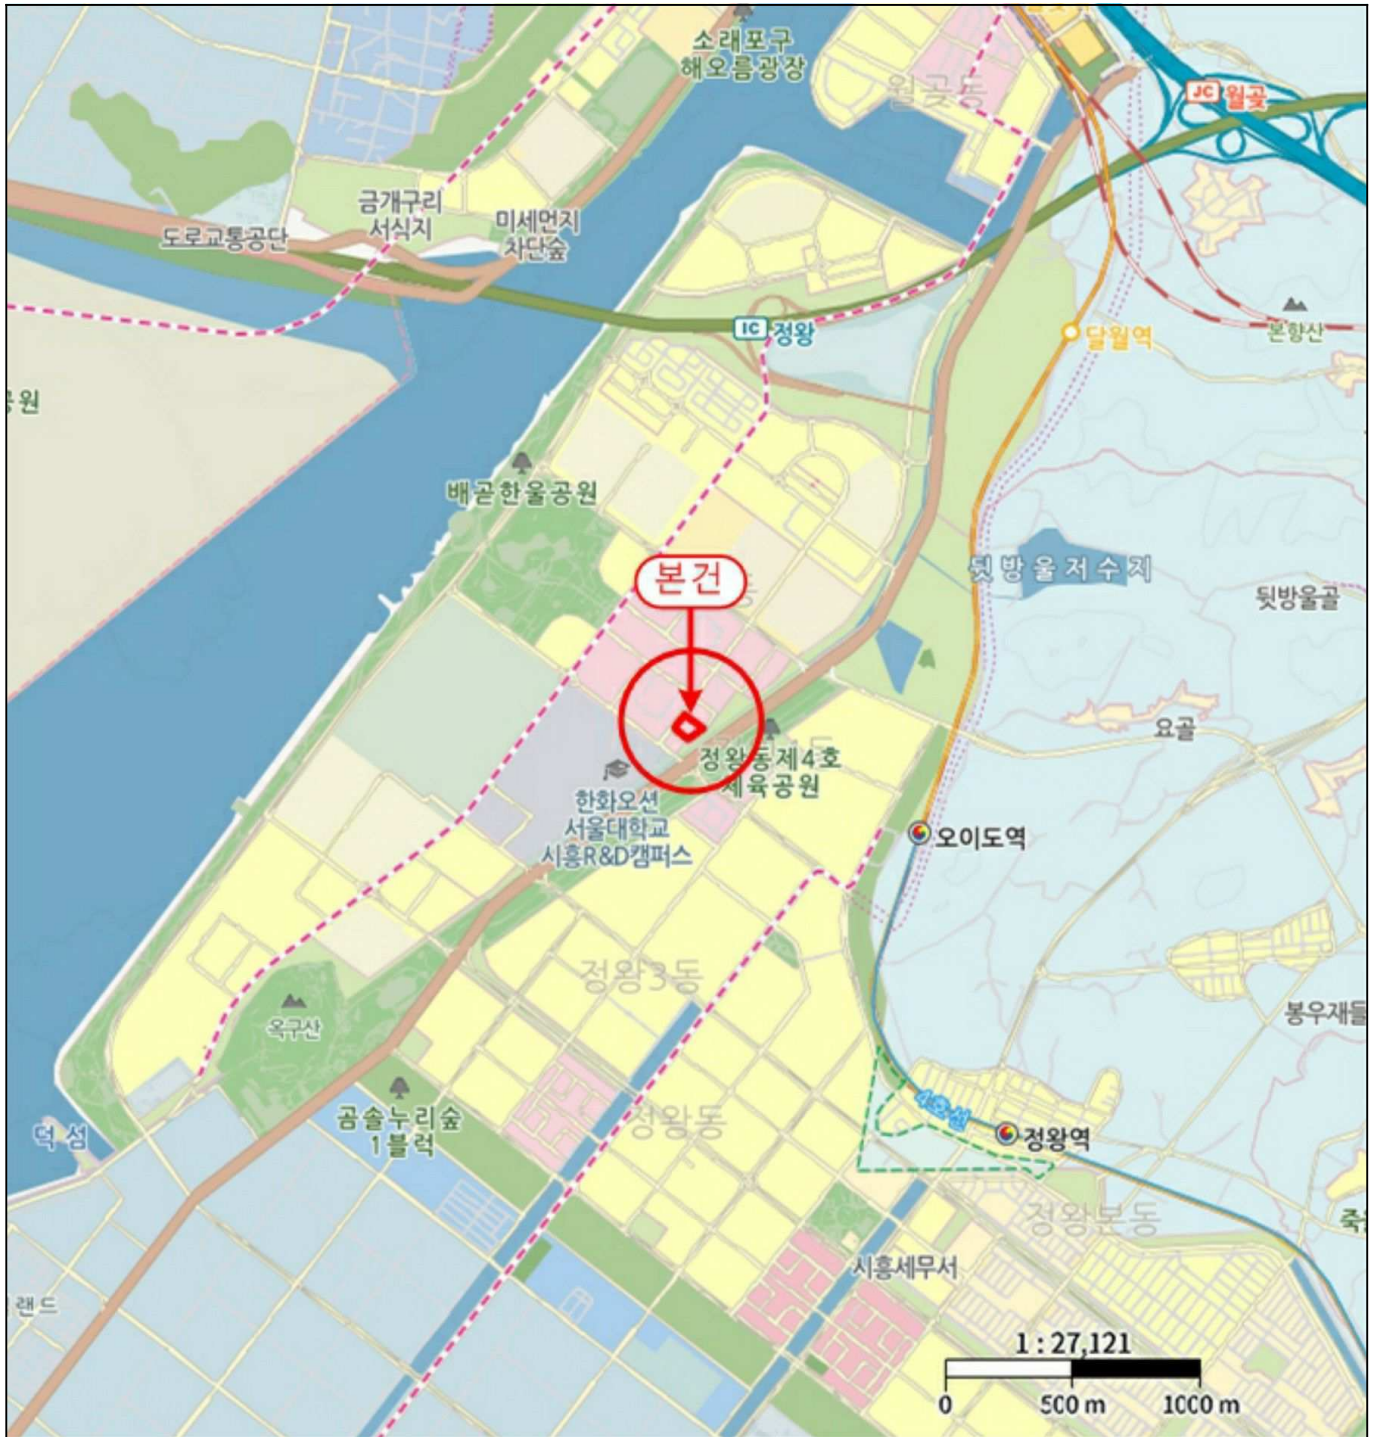 소래포구
해오름광장
월곶동
JC 월곶
금개구리
서식지
미세먼지
차단숲
도로교통공단
IC 정왕
달월역
본향산
배곧한울공원
본건
뒷방울저수지
뒷방울골
요골
정왕동제4호
체육공원
한화오션
서울대학교
시흥R&D캠퍼스
오이도역
정왕3동
옥구산
봉우재들
곰솔누리숲
1블럭
정왕동
4호선
정왕역
덕섬
정왕본동
시흥세무서
랜드
1 : 27,121
0 500 m 1000 m